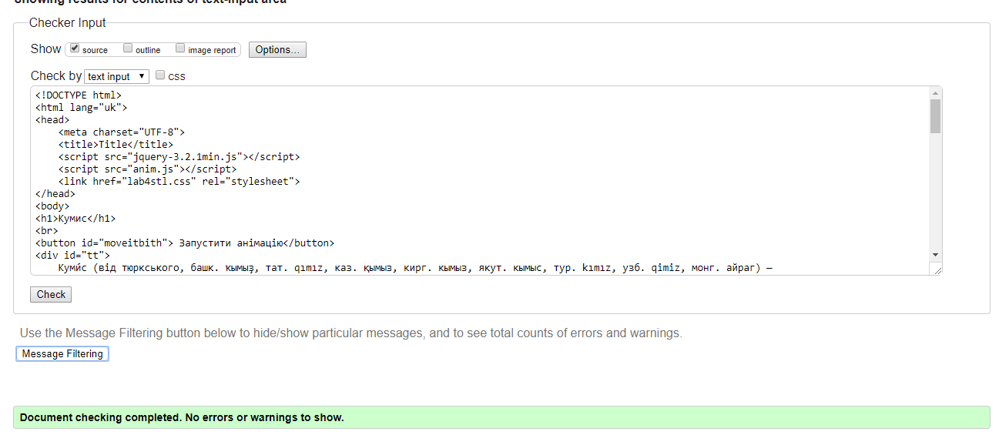 Showing results for contents of text-input area
Checker Input
Show source outline image report Options...
Check by text input css
<!DOCTYPE html>
<html lang="uk">
<head>
    <meta charset="UTF-8">
    <title>Title</title>
    <script src="jquery-3.2.1min.js"></script>
    <script src="anim.js"></script>
    <link href="lab4stl.css" rel="stylesheet">
</head>
<body>
<h1>Кумис</h1>
<br>
<button id="moveitbith"> Запустити анімацію</button>
<div id="tt">
    Куми́с (від тюркського, башк. кымыҙ, тат. qımız, каз. қымыз, кирг. кымыз, якут. кымыс, тур. kımız, узб. qimiz, монг. айраг) —
Check
Use the Message Filtering button below to hide/show particular messages, and to see total counts of errors and warnings.
Message Filtering
Document checking completed. No errors or warnings to show.